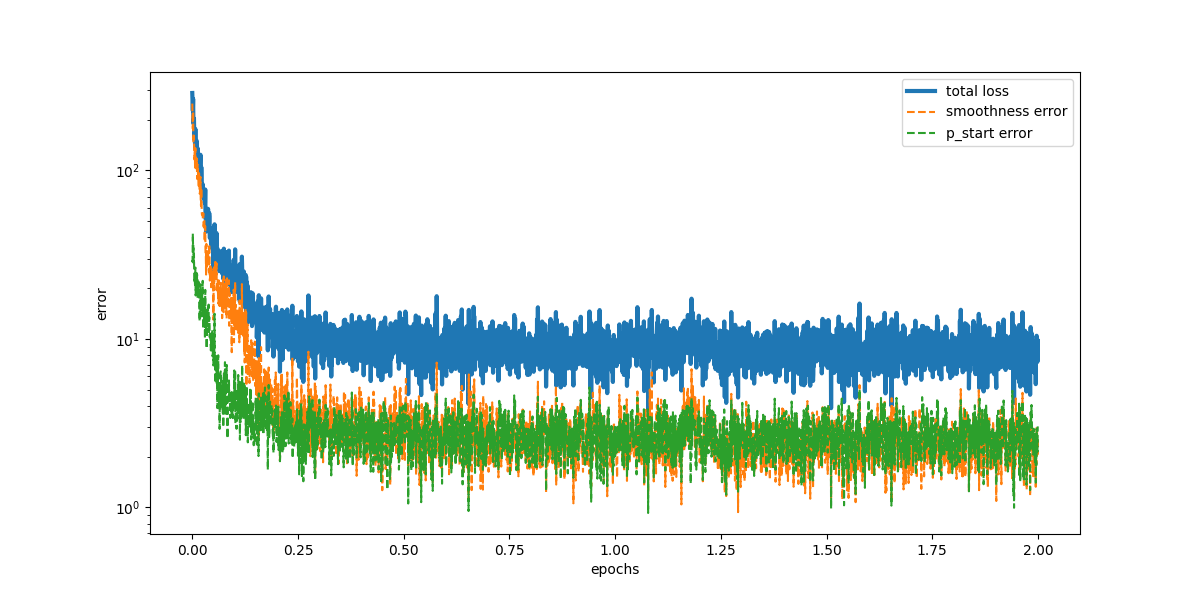 total loss
smoothness error
p_start error
10²
10¹
10⁰
error
0.00 0.25 0.50 0.75 1.00 1.25 1.50 1.75 2.00
epochs